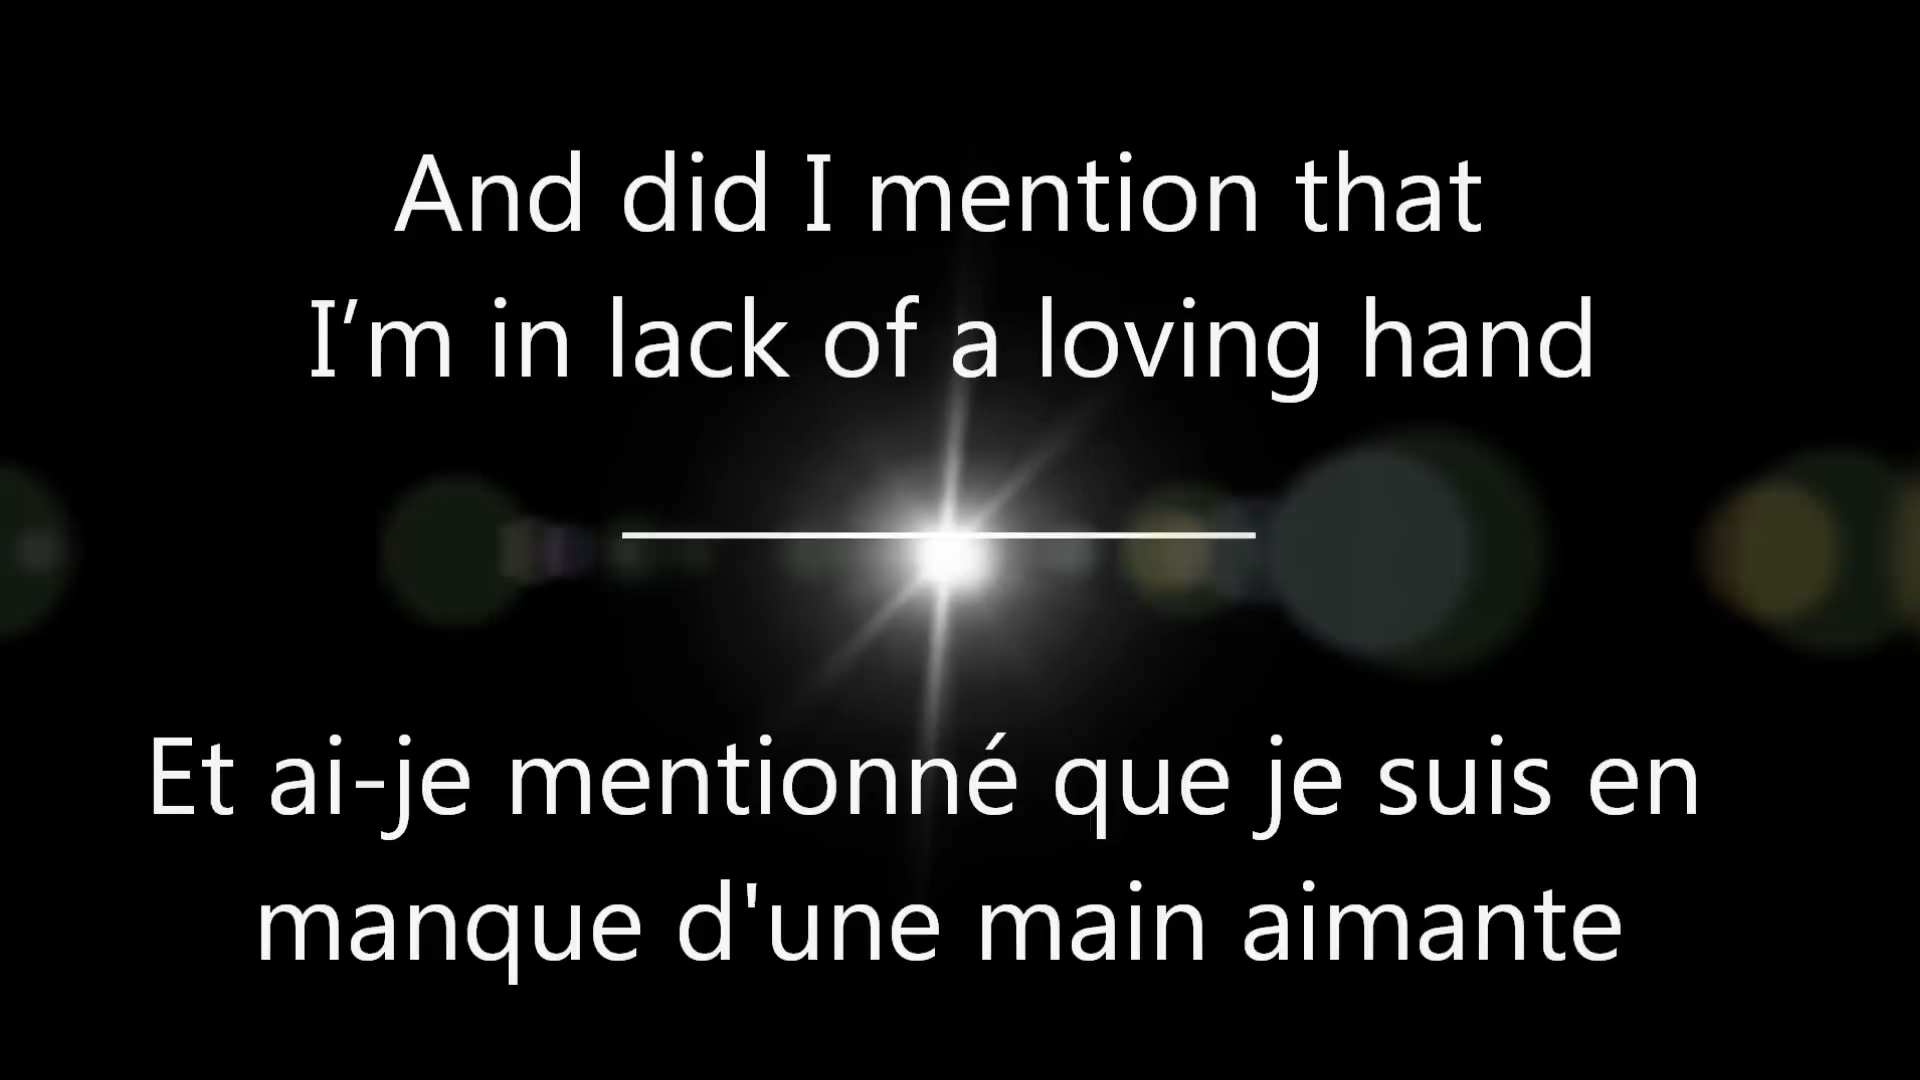 And did I mention that
I’m in lack of a loving hand
Et ai-je mentionné que je suis en
manque d'une main aimante